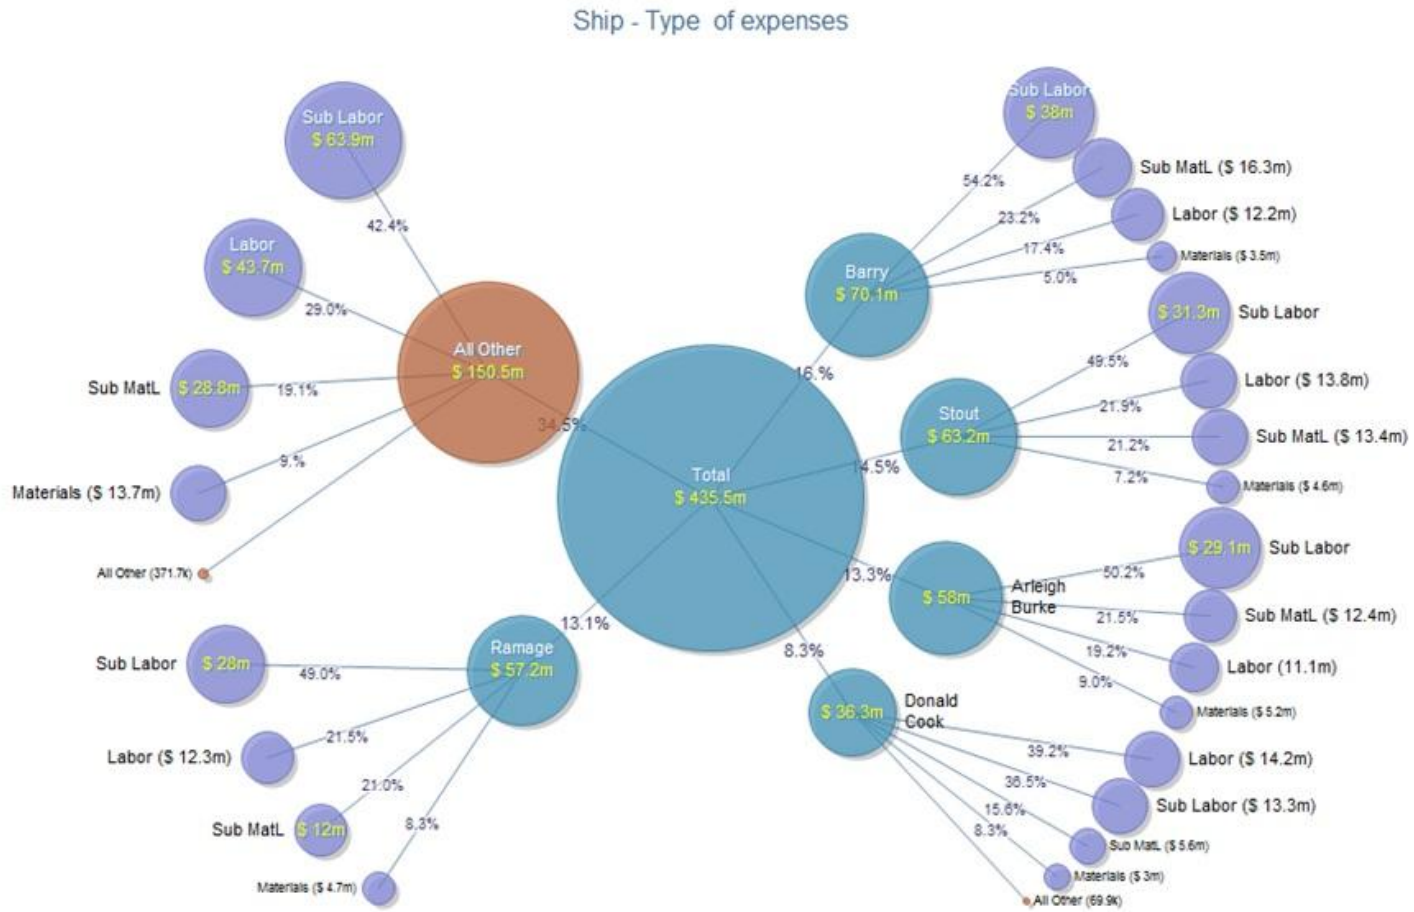 Ship - Type of expenses
Sub Labor
$ 63.9m
42.4%
Labor
$ 43.7m
29.0%
All Other
$ 150.5m
Sub MatL
$ 28.8m
19.1%
34.5%
9.%
Materials ($ 13.7m)
All Other (371.7k)
Total
$ 435.5m
Sub Labor
$ 38m
54.2%
Sub MatL ($ 16.3m)
23.2%
Labor ($ 12.2m)
17.4%
Materials ($ 3.5m)
5.0%
Barry
$ 70.1m
16.%
$ 31.3m
Sub Labor
49.5%
Labor ($ 13.8m)
21.9%
Stout
$ 63.2m
14.5%
Sub MatL ($ 13.4m)
21.2%
7.2%
Materials ($ 4.6m)
$ 29.1m
Sub Labor
50.2%
13.3%
$ 58m
Arleigh
Burke
Sub MatL ($ 12.4m)
21.5%
19.2%
Labor (11.1m)
9.0%
Materials ($ 5.2m)
8.3%
$ 36.3m
Donald
Cook
39.2%
Labor ($ 14.2m)
36.5%
Sub Labor ($ 13.3m)
15.6%
Sub MatL ($ 5.6m)
8.3%
Materials ($ 3m)
All Other (69.9k)
13.1%
Ramage
$ 57.2m
Sub Labor
$ 28m
49.0%
Labor ($ 12.3m)
21.5%
21.0%
Sub MatL
$ 12m
8.3%
Materials ($ 4.7m)